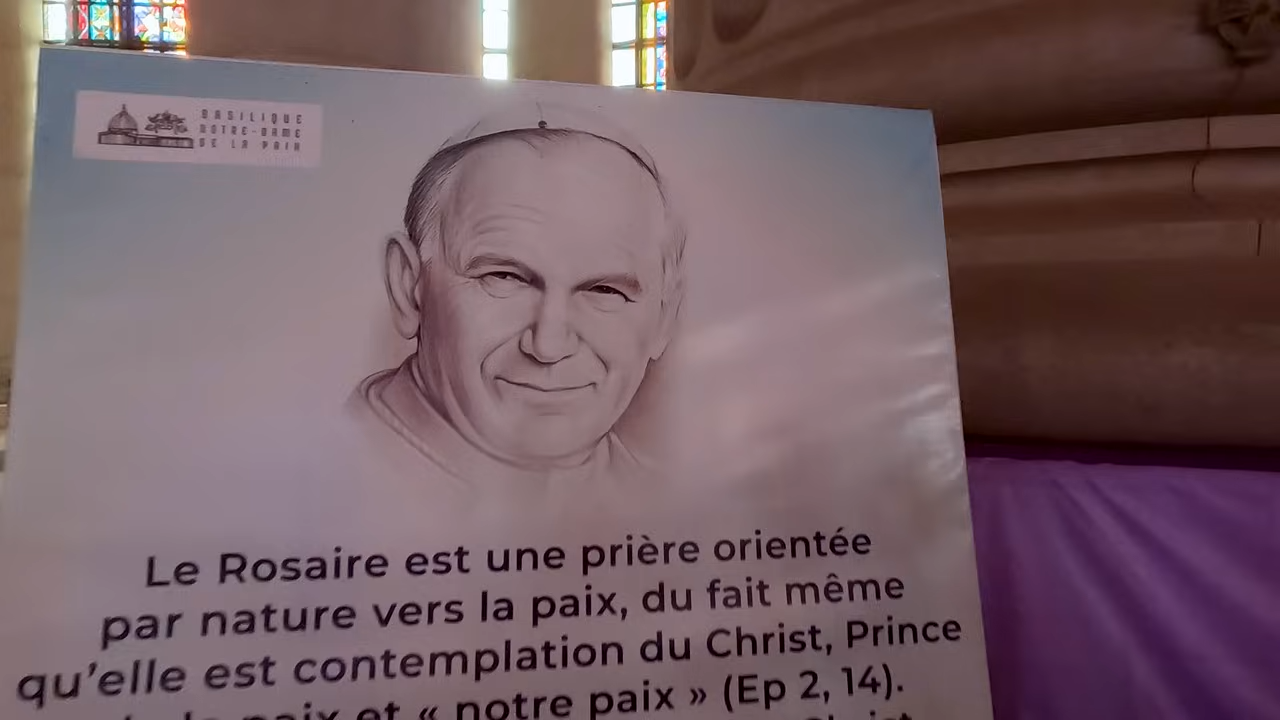 BASILIQUE
NOTRE-DAME
DE LA PAIX
Le Rosaire est une prière orientée
par nature vers la paix, du fait même
qu’elle est contemplation du Christ, Prince
de la paix et « notre paix » (Ep 2, 14).
Christ